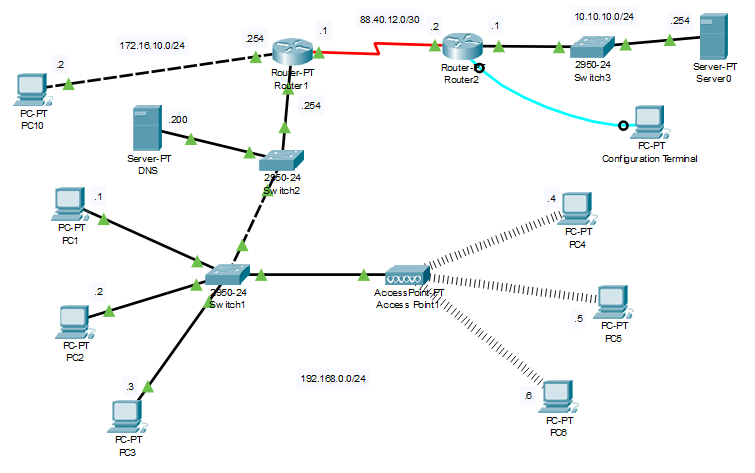 88.40.12.0/30
10.10.10.0/24
.1
.2
.1
.254
172.16.10.0/24
.254
.2
Router-PT
Router1
Router-PT
Router2
2950-24
Switch3
Server-PT
Server0
PC-PT
PC10
.254
.200
PC-PT
Configuration Terminal
Server-PT
DNS
2950-24
Switch2
.1
PC-PT
PC1
.4
PC-PT
PC4
2950-24
Switch1
AccessPoint-PT
Access Point1
.2
PC-PT
PC2
.5
PC-PT
PC5
.3
192.168.0.0/24
.6
PC-PT
PC3
PC-PT
PC6